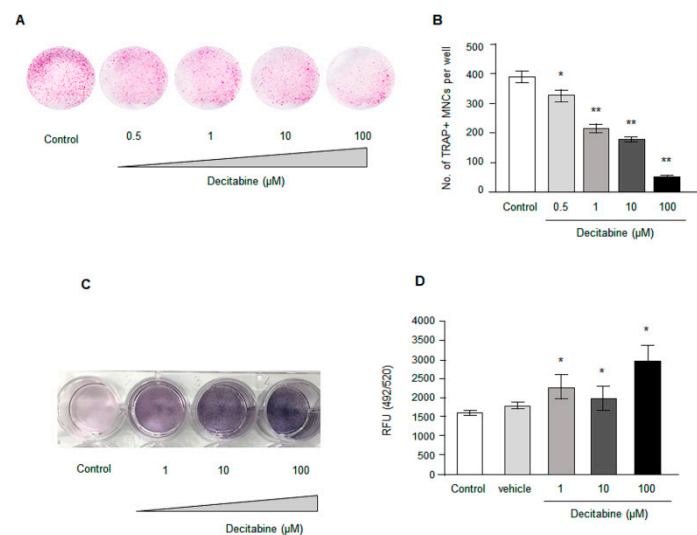 A
Control
0.5
1
10
100
Decitabine (µM)
B
No. of TRAP+ MNCs per well
500
400
300
200
100
0
*
**
**
**
Control
0.5
1
10
100
Decitabine (µM)
C
Control
1
10
100
Decitabine (µM)
D
RFU (492/520)
4000
3500
3000
2500
2000
1500
1000
500
0
*
*
*
Control
vehicle
1
10
100
Decitabine (µM)